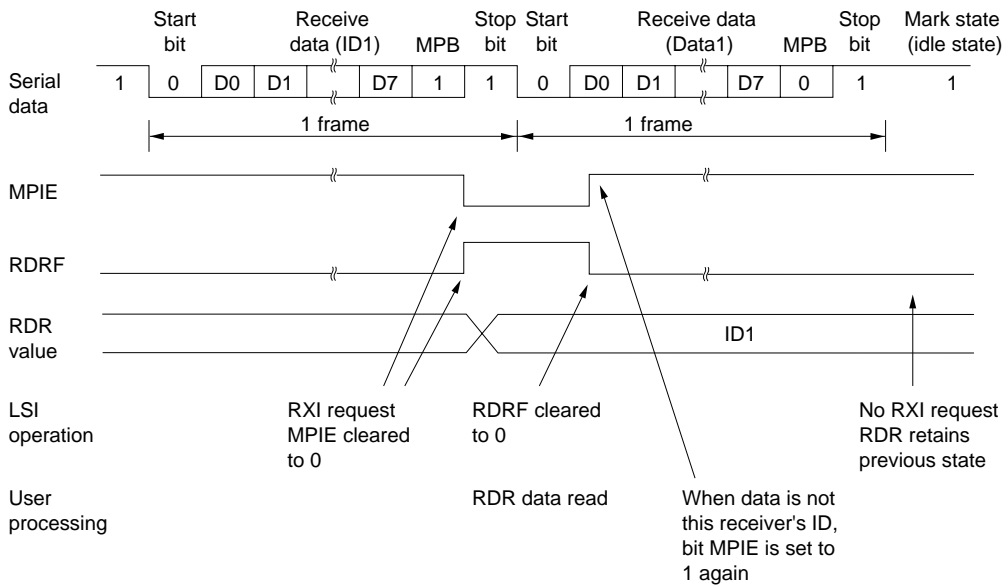 Start bit
Receive data (ID1)
MPB
Stop bit
Start bit
Receive data (Data1)
MPB
Stop bit
Mark state (idle state)
Serial data
1 0 D0 D1 D7 1 1 0 D0 D1 D7 0 1 1
1 frame
1 frame
MPIE
RDRF
RDR value
ID1
LSI operation
RXI request
MPIE cleared
to 0
RDRF cleared
to 0
No RXI request
RDR retains
previous state
User processing
RDR data read
When data is not
this receiver's ID,
bit MPIE is set to
1 again